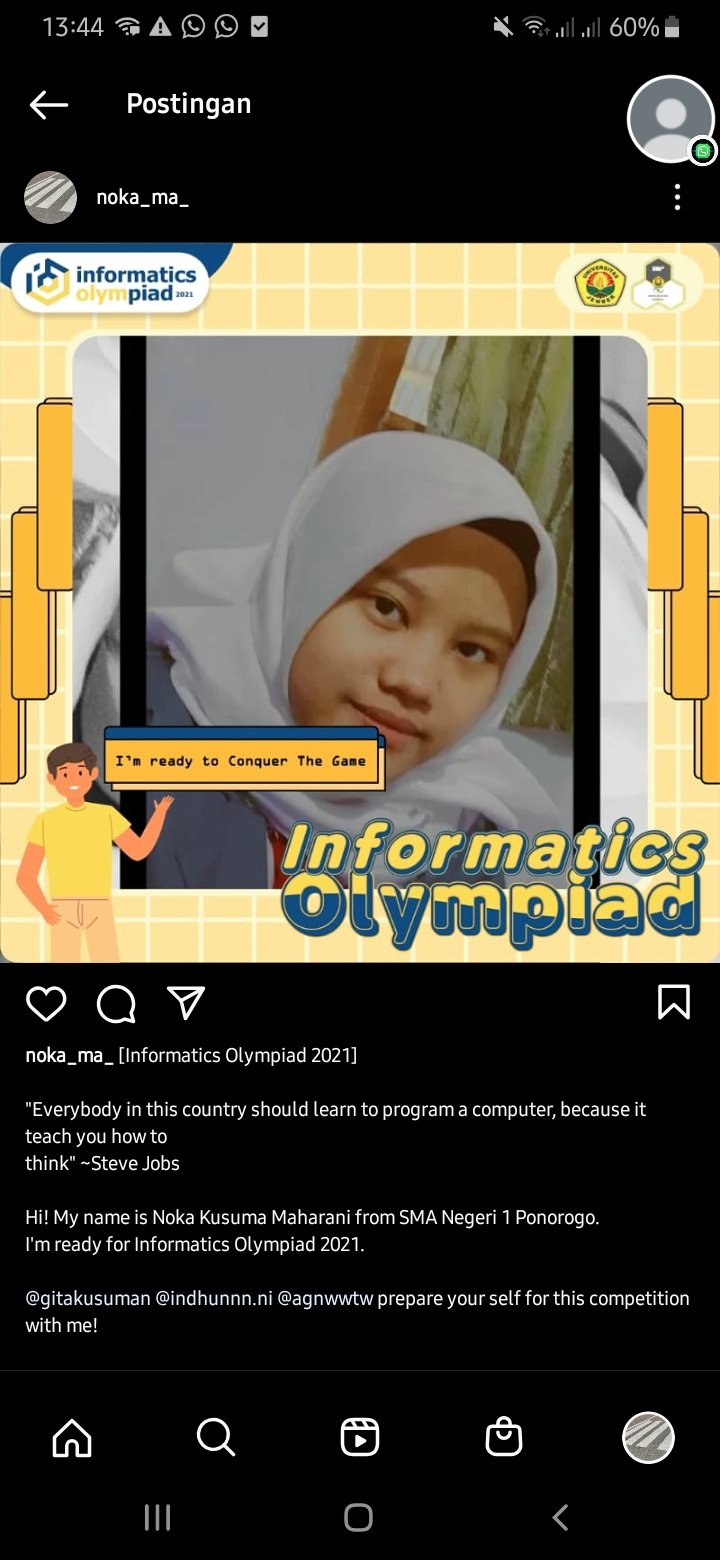 13:44
60%
Postingan
noka_ma_
informatics
olympiad 2021
UNIVERSITAS
JEMBER
I'm ready to Conquer The Game
Informatics
Olympiad
noka_ma_ [Informatics Olympiad 2021]
"Everybody in this country should learn to program a computer, because it
teach you how to
think" ~Steve Jobs
Hi! My name is Noka Kusuma Maharani from SMA Negeri 1 Ponorogo.
I'm ready for Informatics Olympiad 2021.
@gitakusuman @indhunnn.ni @agnwwtw prepare your self for this competition
with me!